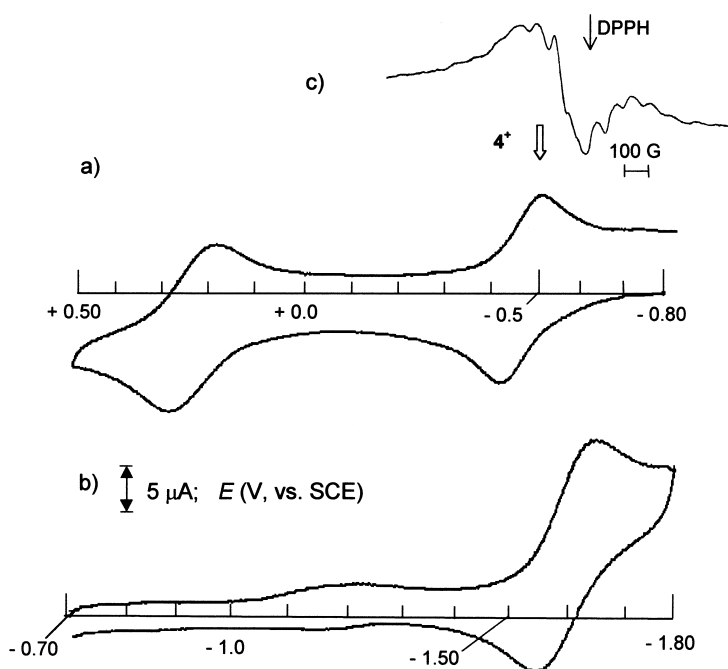 DPPH
c)
4+
100 G
a)
+ 0.50
+ 0.0
- 0.5
- 0.80
b)
5 μA; E (V, vs. SCE)
- 0.70
- 1.0
- 1.50
- 1.80